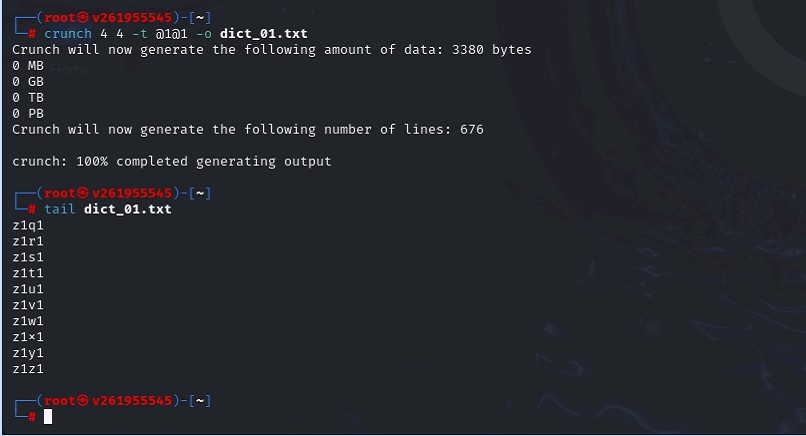 ┌──(root㉿v261955545)-[~]
└─# crunch 4 4 -t @1@1 -o dict_01.txt
Crunch will now generate the following amount of data: 3380 bytes
0 MB
0 GB
0 TB
0 PB
Crunch will now generate the following number of lines: 676
crunch: 100% completed generating output
┌──(root㉿v261955545)-[~]
└─# tail dict_01.txt
z1q1
z1r1
z1s1
z1t1
z1u1
z1v1
z1w1
z1x1
z1y1
z1z1
┌──(root㉿v261955545)-[~]
└─#
Home